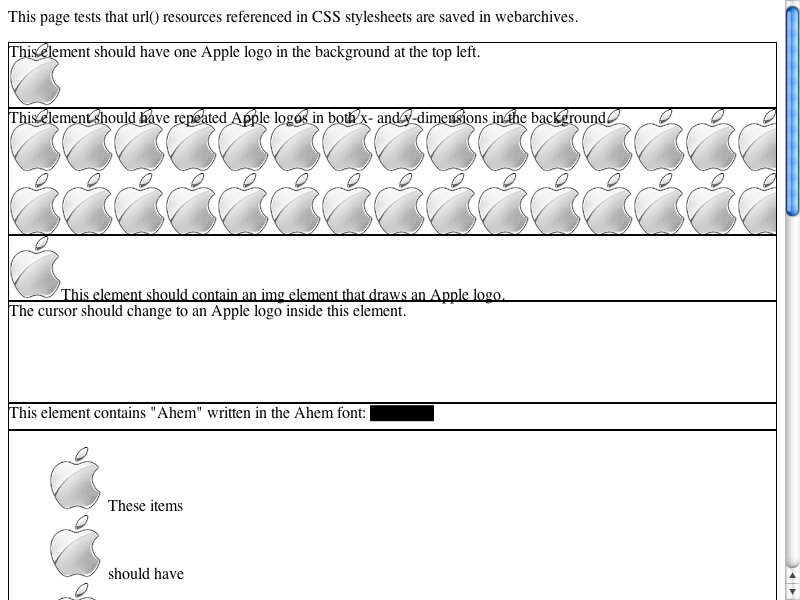 This page tests that url() resources referenced in CSS stylesheets are saved in webarchives.
This element should have one Apple logo in the background at the top left.
This element should have repeated Apple logos in both x- and y-dimensions in the background.
This element should contain an img element that draws an Apple logo.
The cursor should change to an Apple logo inside this element.
This element contains "Ahem" written in the Ahem font:
These items
should have